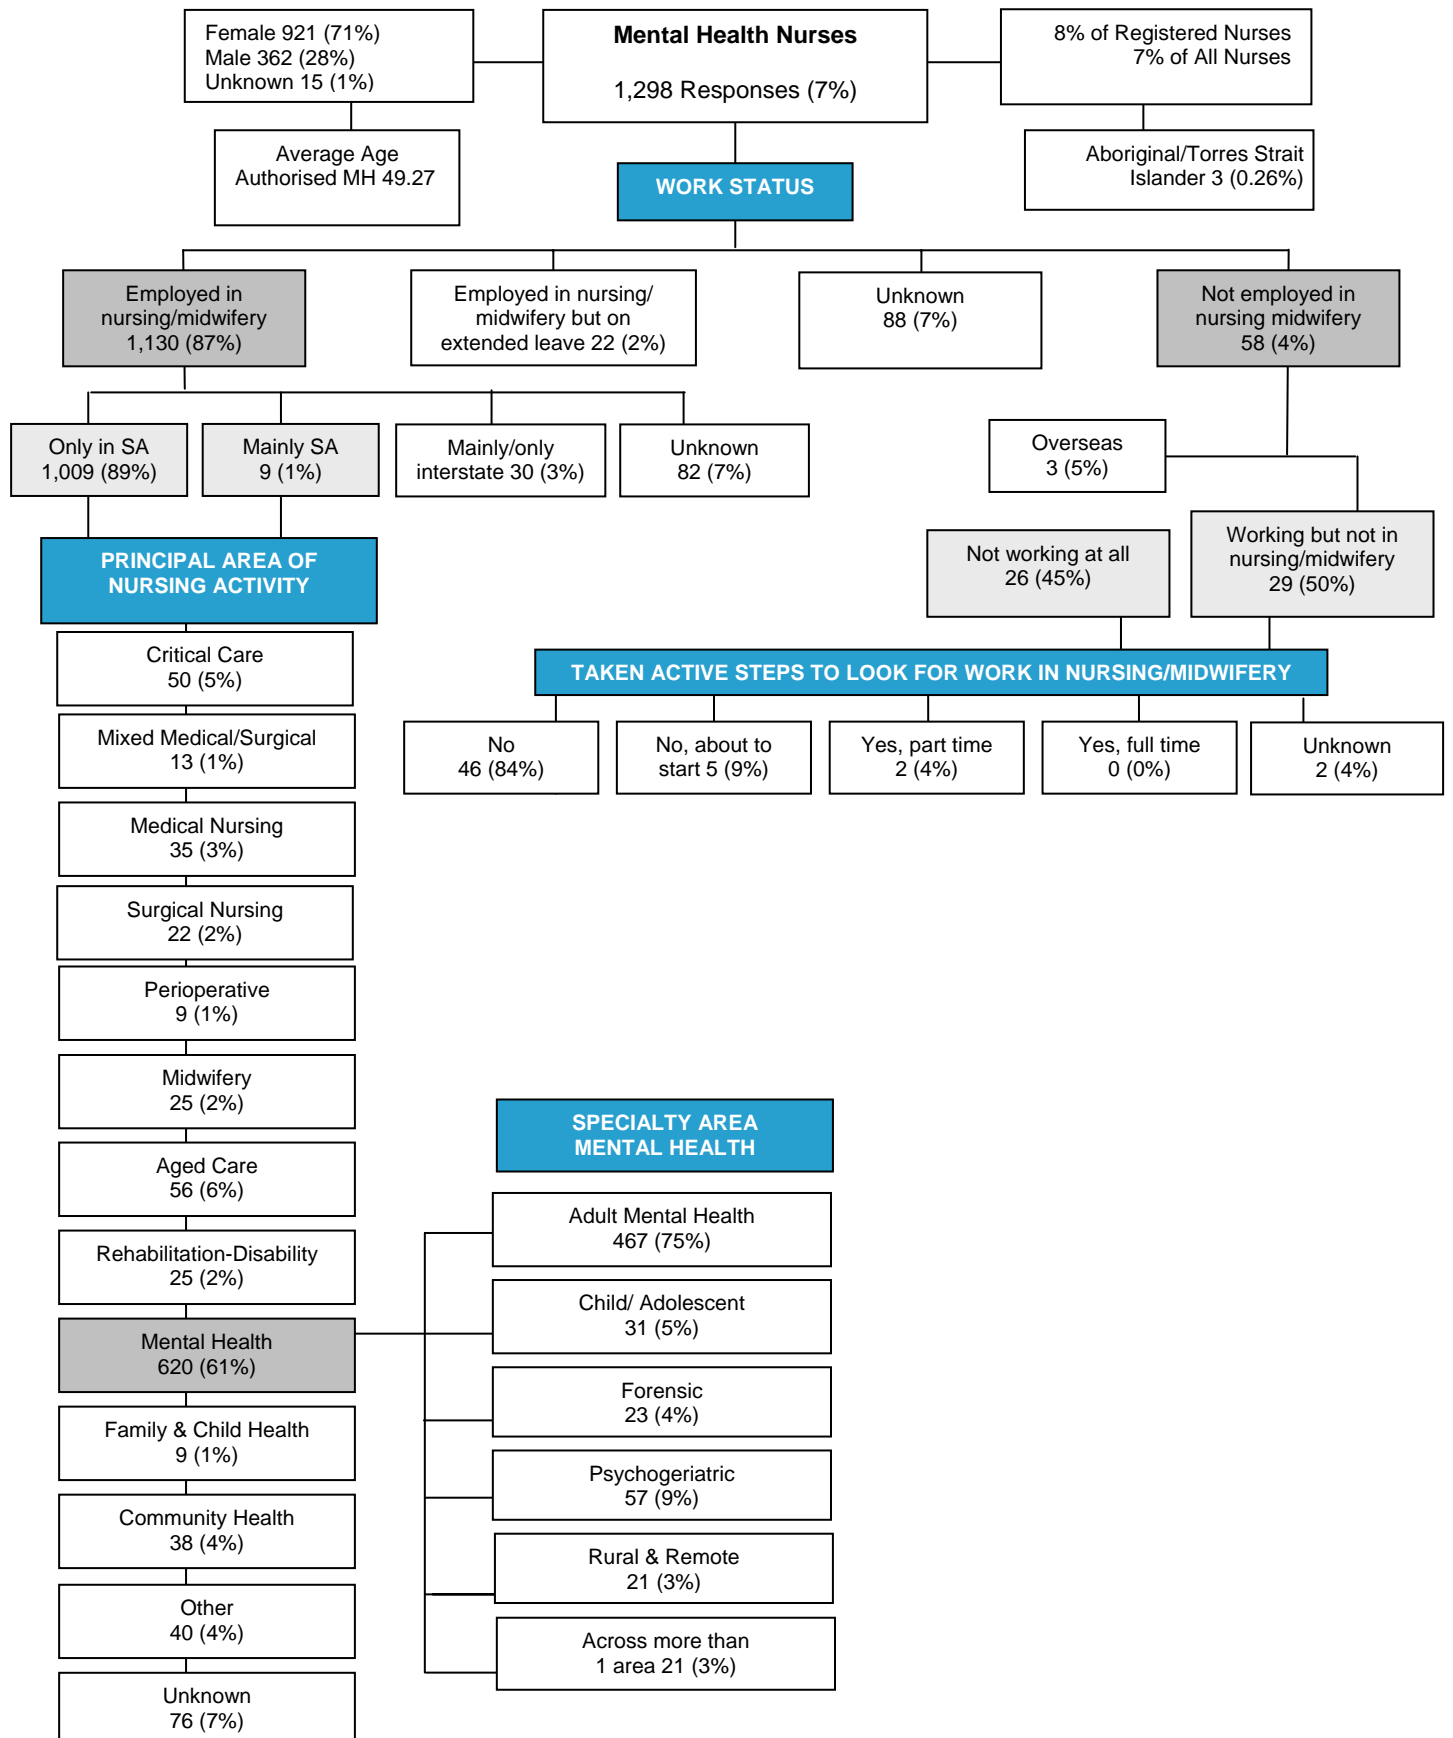 Female 921 (71%)
Male 362 (28%)
Unknown 15 (1%)
Mental Health Nurses
1,298 Responses (7%)
8% of Registered Nurses
7% of All Nurses
Average Age
Authorised MH 49.27
WORK STATUS
Aboriginal/Torres Strait
Islander 3 (0.26%)
Employed in
nursing/midwifery
1,130 (87%)
Employed in nursing/
midwifery but on
extended leave 22 (2%)
Unknown
88 (7%)
Not employed in
nursing midwifery
58 (4%)
Only in SA
1,009 (89%)
Mainly SA
9 (1%)
Mainly/only
interstate 30 (3%)
Unknown
82 (7%)
Overseas
3 (5%)
Not working at all
26 (45%)
Working but not in
nursing/midwifery
29 (50%)
TAKEN ACTIVE STEPS TO LOOK FOR WORK IN NURSING/MIDWIFERY
No
46 (84%)
No, about to
start 5 (9%)
Yes, part time
2 (4%)
Yes, full time
0 (0%)
Unknown
2 (4%)
PRINCIPAL AREA OF
NURSING ACTIVITY
Critical Care
50 (5%)
Mixed Medical/Surgical
13 (1%)
Medical Nursing
35 (3%)
Surgical Nursing
22 (2%)
Perioperative
9 (1%)
Midwifery
25 (2%)
Aged Care
56 (6%)
Rehabilitation-Disability
25 (2%)
Mental Health
620 (61%)
Family & Child Health
9 (1%)
Community Health
38 (4%)
Other
40 (4%)
Unknown
76 (7%)
SPECIALTY AREA
MENTAL HEALTH
Adult Mental Health
467 (75%)
Child/ Adolescent
31 (5%)
Forensic
23 (4%)
Psychogeriatric
57 (9%)
Rural & Remote
21 (3%)
Across more than
1 area 21 (3%)